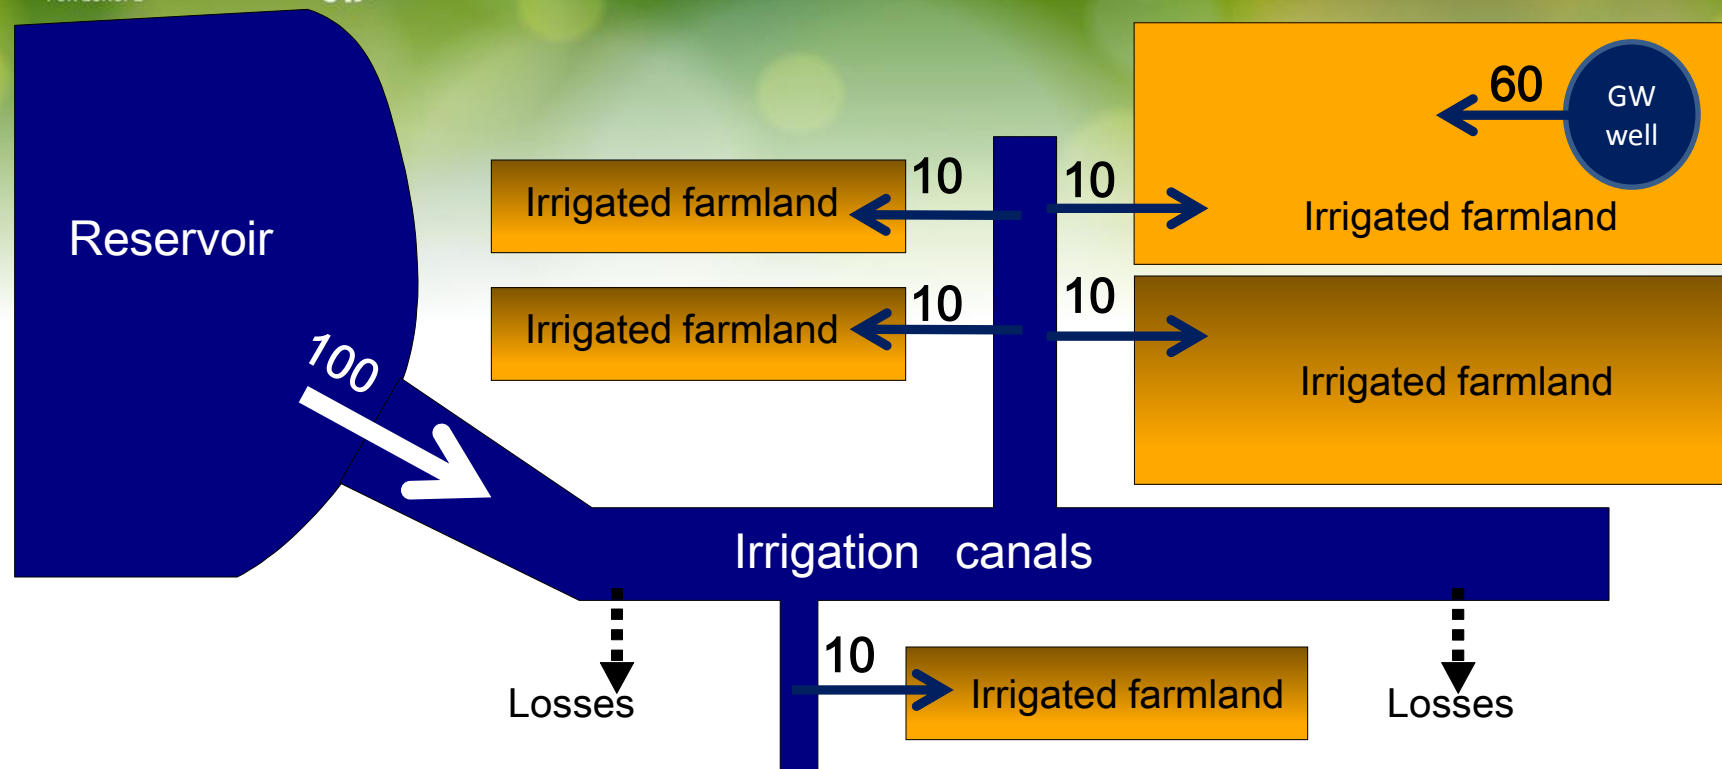 60
GW
well
10
10
Irrigated farmland
Irrigated farmland
Reservoir
10
10
Irrigated farmland
Irrigated farmland
100
Irrigation canals
10
Irrigated farmland
Losses
Losses